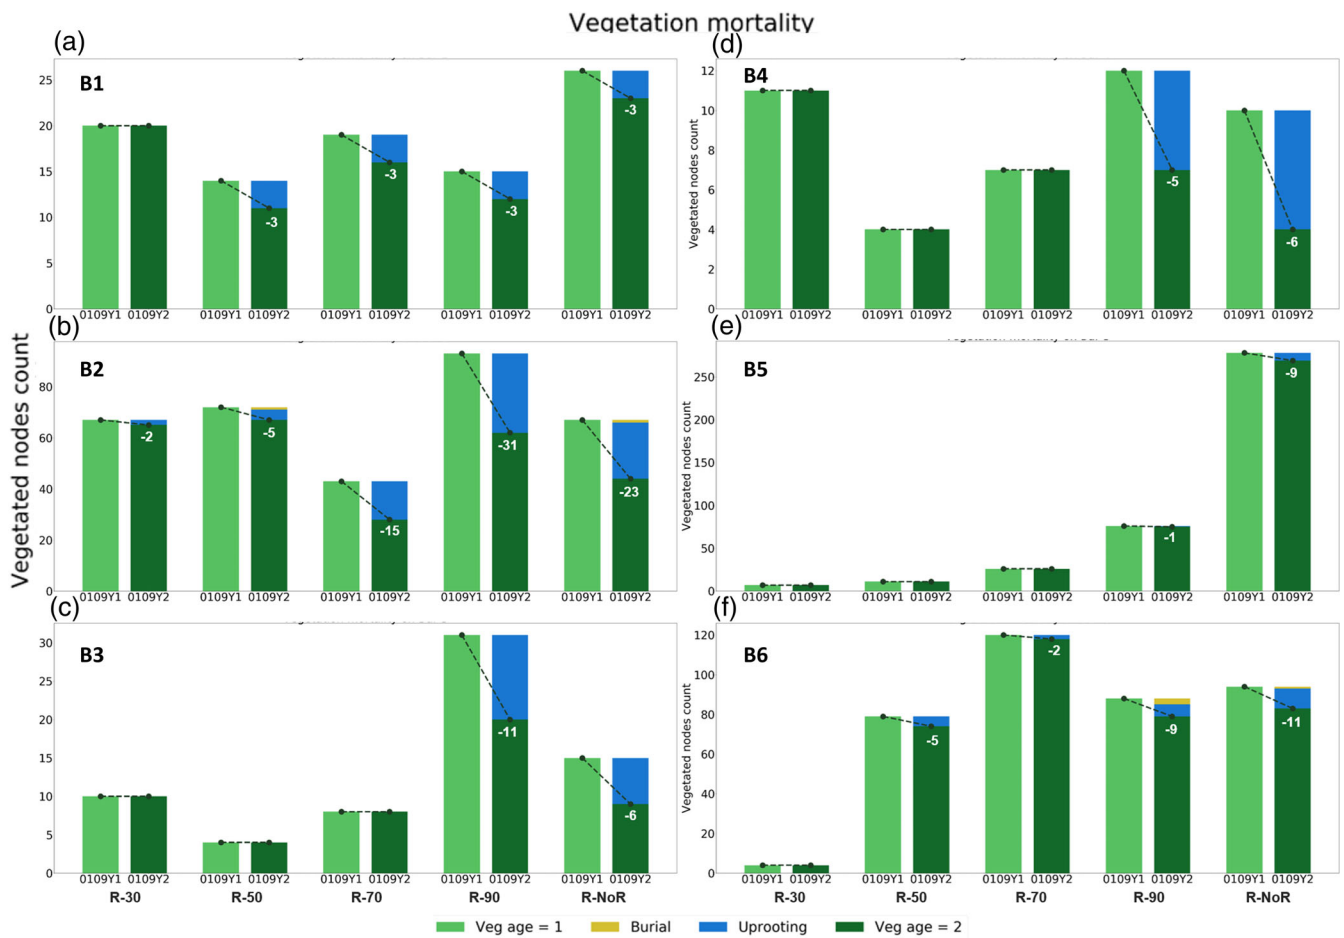 Vegetation mortality
(a)
B1
25
20
15
10
5
0
-3
-3
-3
-3
0109Y1 0109Y2 0109Y1 0109Y2 0109Y1 0109Y2 0109Y1 0109Y2 0109Y1 0109Y2
(b)
B2
80
60
40
20
0
-2
-5
-15
-31
-23
0109Y1 0109Y2 0109Y1 0109Y2 0109Y1 0109Y2 0109Y1 0109Y2 0109Y1 0109Y2
Vegetated nodes count
(c)
B3
30
25
20
15
10
5
0
-11
-6
0109Y1 0109Y2 0109Y1 0109Y2 0109Y1 0109Y2 0109Y1 0109Y2 0109Y1 0109Y2
R-30 R-50 R-70 R-90 R-NoR
(d)
B4
Vegetated nodes count
12
10
8
6
4
2
0
-5
-6
0109Y1 0109Y2 0109Y1 0109Y2 0109Y1 0109Y2 0109Y1 0109Y2 0109Y1 0109Y2
(e)
B5
Vegetated nodes count
250
200
150
100
50
0
-1
-9
0109Y1 0109Y2 0109Y1 0109Y2 0109Y1 0109Y2 0109Y1 0109Y2 0109Y1 0109Y2
(f)
B6
Vegetated nodes count
120
100
80
60
40
20
0
-5
-2
-9
-11
0109Y1 0109Y2 0109Y1 0109Y2 0109Y1 0109Y2 0109Y1 0109Y2 0109Y1 0109Y2
R-30 R-50 R-70 R-90 R-NoR
Veg age = 1 Burial Uprooting Veg age = 2